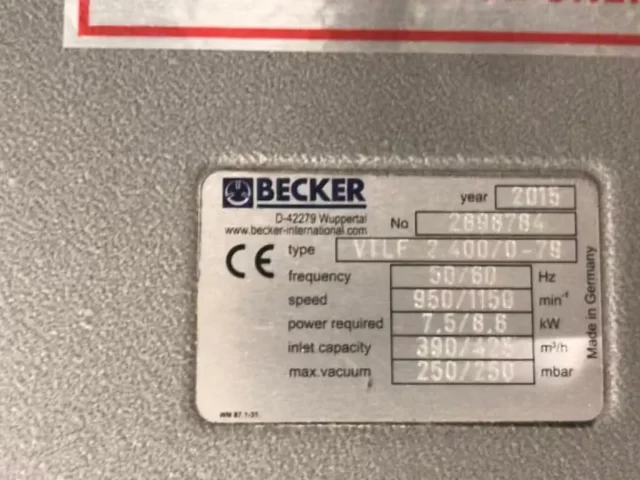 BECKER
D-42279 Wuppertal
www.becker-international.com
year 2015
No 2898784
CE
type
frequency 50/60 Hz
speed 950/1150 min⁻¹
power required 7,5/8,6 kW
inlet capacity m³/h
max.vacuum 250/250 mbar
Made in Germany